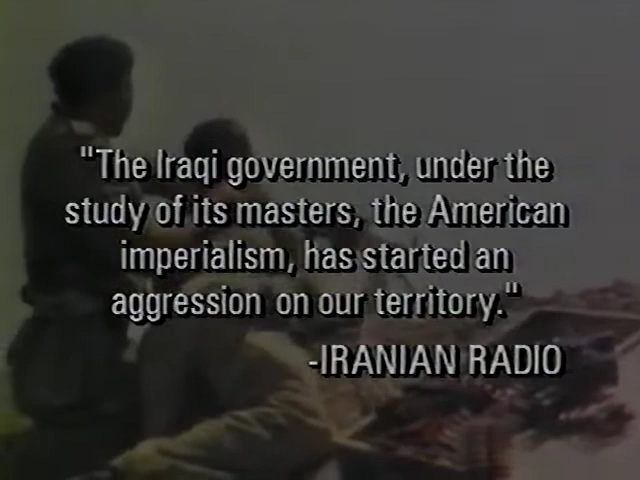 "The Iraqi government, under the
study of its masters, the American
imperialism, has started an
aggression on our territory."
-IRANIAN RADIO